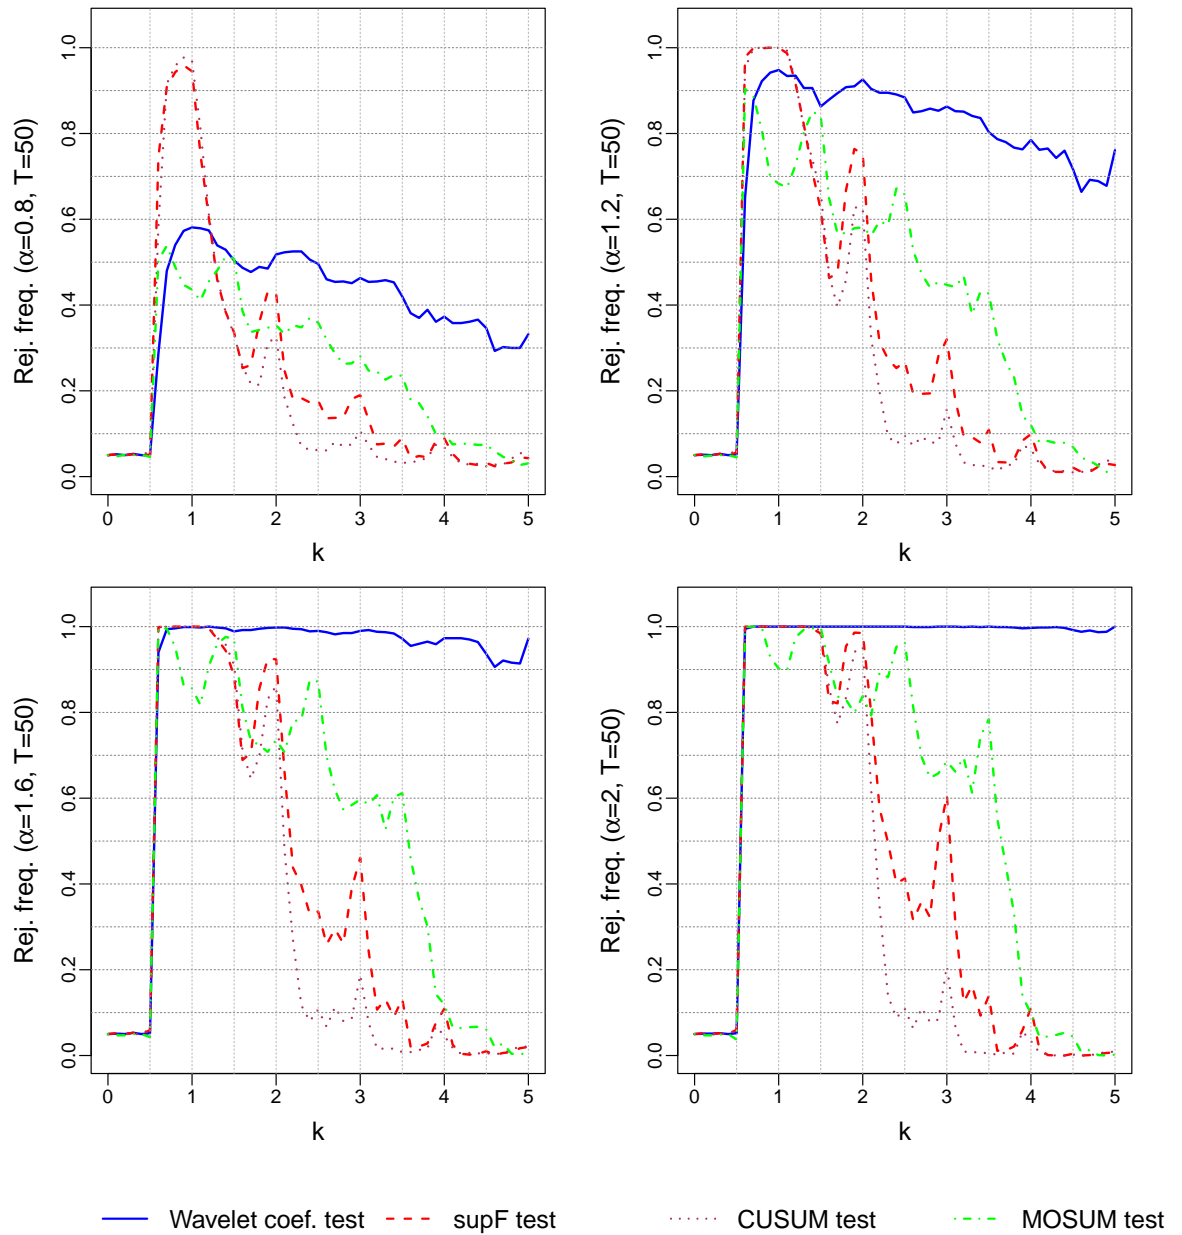 1.0
0.8
0.6
0.4
0.2
0.0
Rej. freq. (α=0.8, T=50)
0 1 2 3 4 5
k
1.0
0.8
0.6
0.4
0.2
0.0
Rej. freq. (α=1.2, T=50)
0 1 2 3 4 5
k
1.0
0.8
0.6
0.4
0.2
0.0
Rej. freq. (α=1.6, T=50)
0 1 2 3 4 5
k
1.0
0.8
0.6
0.4
0.2
0.0
Rej. freq. (α=2, T=50)
0 1 2 3 4 5
k
Wavelet coef. test supF test CUSUM test MOSUM test